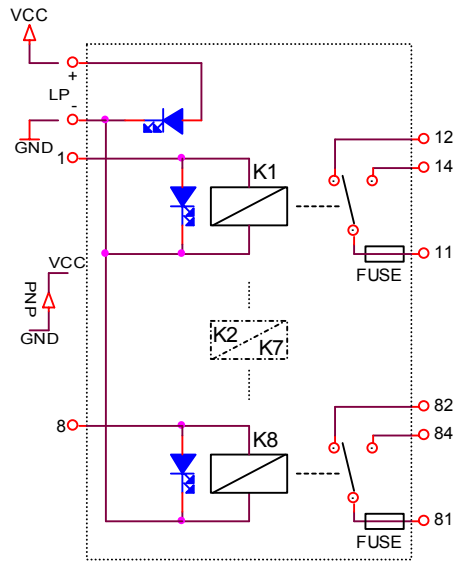 VCC
+
LP
-
GND
1
K1
12
14
11
FUSE
VCC
PNP
GND
K2
K7
8
K8
82
84
81
FUSE